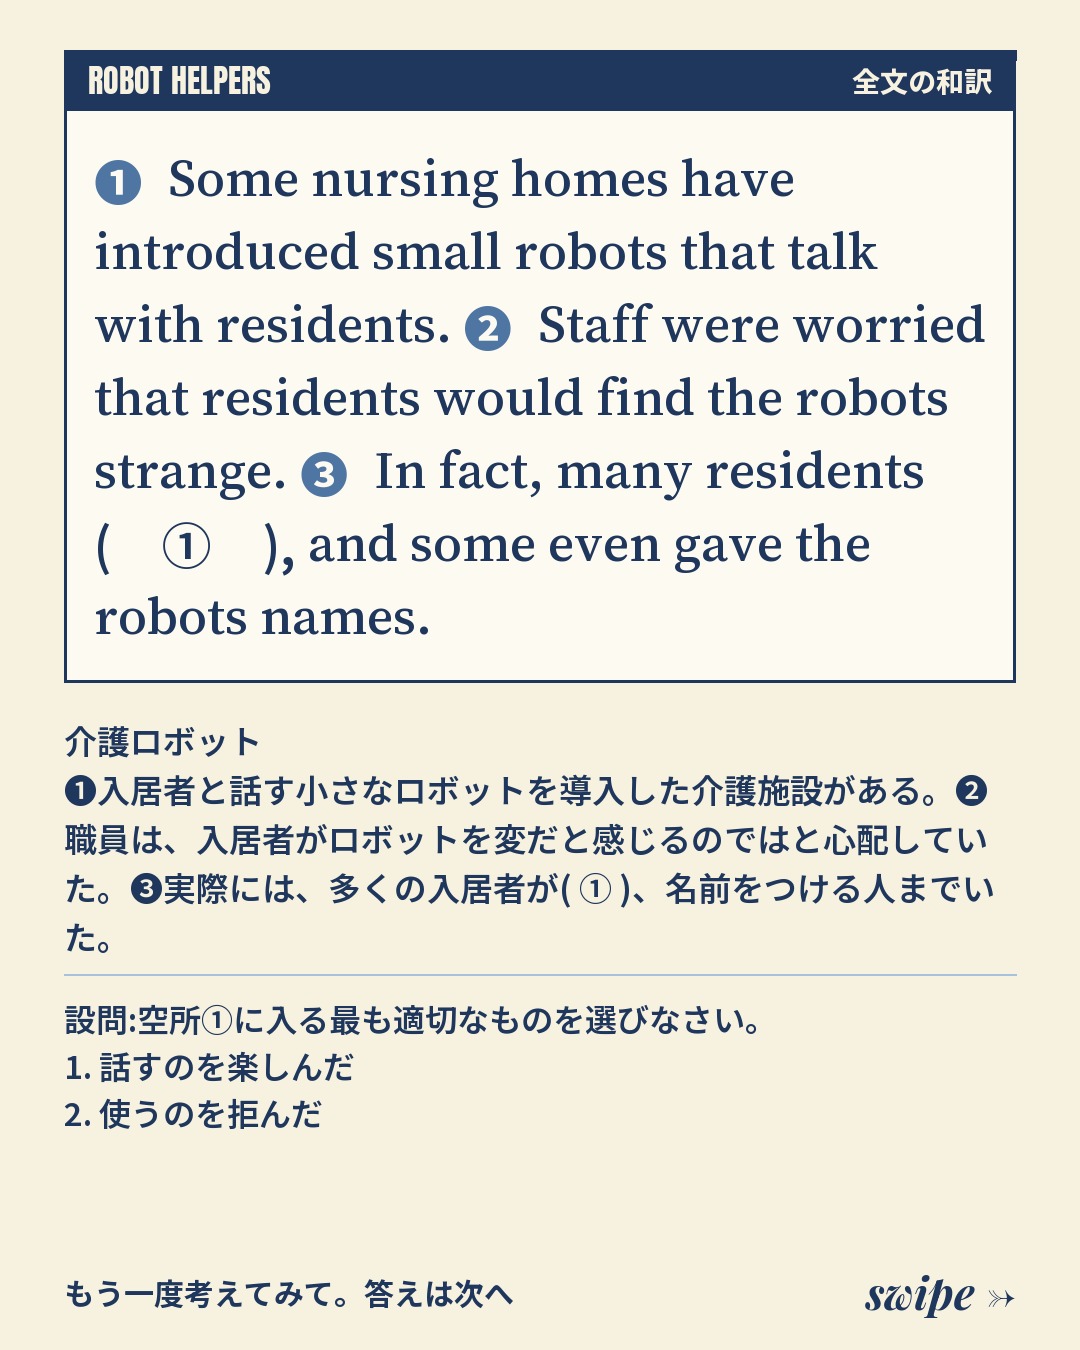 ROBOT HELPERS
全文の和訳
❶ Some nursing homes have
introduced small robots that talk
with residents. ❷ Staff were worried
that residents would find the robots
strange. ❸ In fact, many residents
( ① ), and some even gave the
robots names.
介護ロボット
❶入居者と話す小さなロボットを導入した介護施設がある。❷
職員は、入居者がロボットを変だと感じるのではと心配してい
た。❸実際には、多くの入居者が( ① )、名前をつける人までい
た。
設問:空所①に入る最も適切なものを選びなさい。
1. 話すのを楽しんだ
2. 使うのを拒んだ
もう一度考えてみて。答えは次へ
swipe